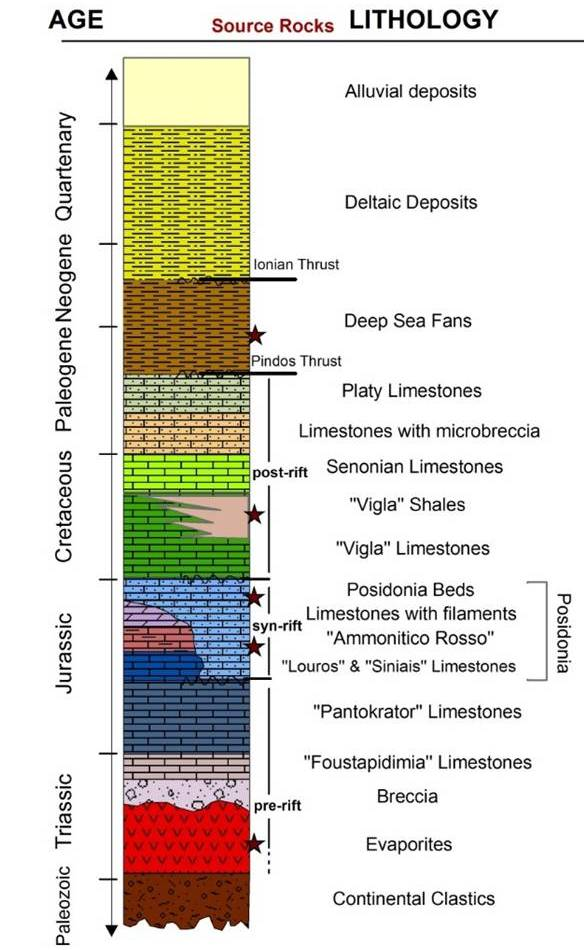 AGE
Source Rocks
LITHOLOGY
Alluvial deposits
Quartenary
Deltaic Deposits
Neogene
Ionian Thrust
Deep Sea Fans
Paleogene
Pindos Thrust
Platy Limestones
Limestones with microbreccia
Cretaceous
post-rift
Senonian Limestones
"Vigla" Shales
"Vigla" Limestones
Jurassic
Posidonia Beds
Limestones with filaments
syn-rift
"Ammonitico Rosso"
"Louros" & "Siniais" Limestones
Posidonia
"Pantokrator" Limestones
"Foustapidimia" Limestones
Triassic
Breccia
pre-rift
Evaporites
Paleozoic
Continental Clastics